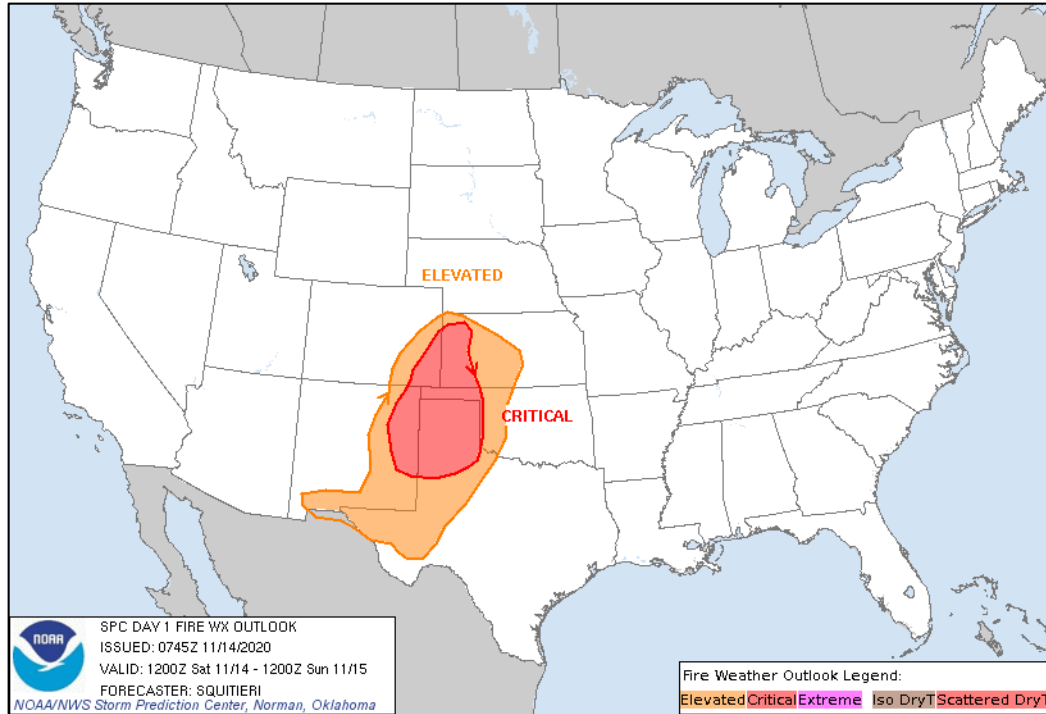 ELEVATED
CRITICAL
NOAA
SPC DAY 1 FIRE WX OUTLOOK
ISSUED: 0745Z 11/14/2020
VALID: 1200Z Sat 11/14 - 1200Z Sun 11/15
FORECASTER: SQUITIERI
NOAA/NWS Storm Prediction Center, Norman, Oklahoma
Fire Weather Outlook Legend:
Elevated Critical Extreme Iso DryT Scattered DryT